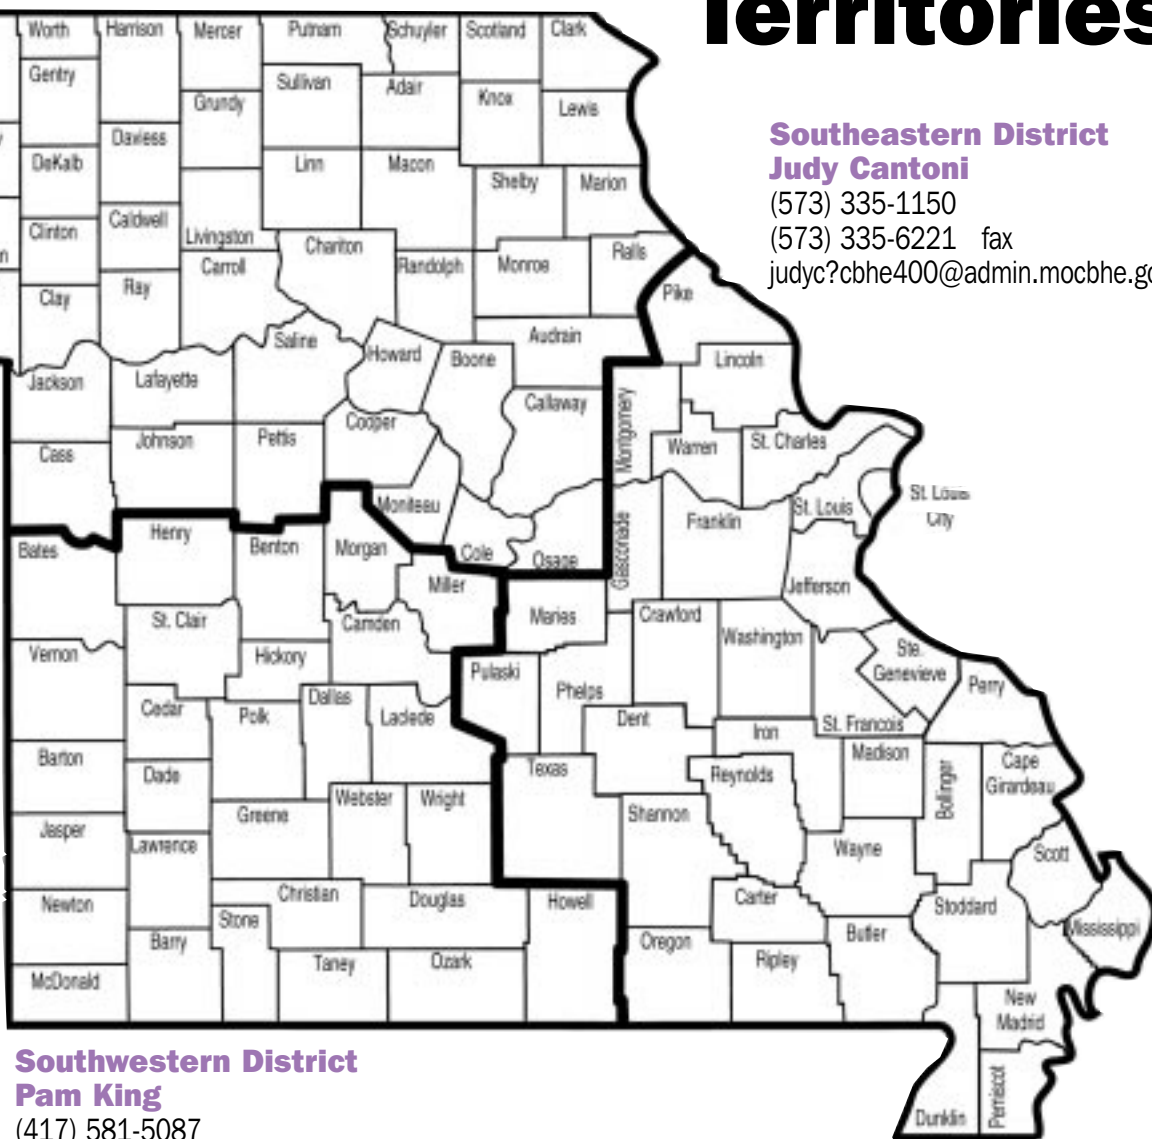 Territories
Southeastern District
Judy Cantoni
(573) 335-1150
(573) 335-6221 fax
judyc?cbhe400@admin.mocbhe.go
Worth Harrison Mercer Putnam Schuyler Scotland Clark
Gentry Sullivan Adair
Grundy Knox Lewis
Daviess
DeKalb Linn Macon
Shelby Marion
Clinton Caldwell
Livingston Chariton
Ralls
Carroll Randolph Monroe
Clay Ray
Pike
Saline Audrain
Howard Boone Lincoln
Jackson Lafayette
Callaway
Cooper Montgomery
Cass Johnson Pettis Warren St. Charles
Moniteau St. Louis
St. Louis
City
Franklin
Henry
Bates Benton Morgan Cole Osage Gasconade
Miller Jefferson
St. Clair Camden Maries Crawford Washington
Vernon Hickory Ste.
Genevieve
Pulaski Phelps Perry
Cedar Polk Dallas Laclede Dent Iron St. Francois
Barton Madison
Dade Texas Reynolds Bollinger Cape
Girardeau
Webster Wright
Jasper Greene Shannon
Lawrence Wayne Scott
Newton Christian Douglas Howell Carter Stoddard
Stone
Barry Oregon Butler Mississippi
McDonald Taney Ozark Ripley
New
Madrid
Dunklin Pemiscot
Southwestern District
Pam King
(417) 581-5087